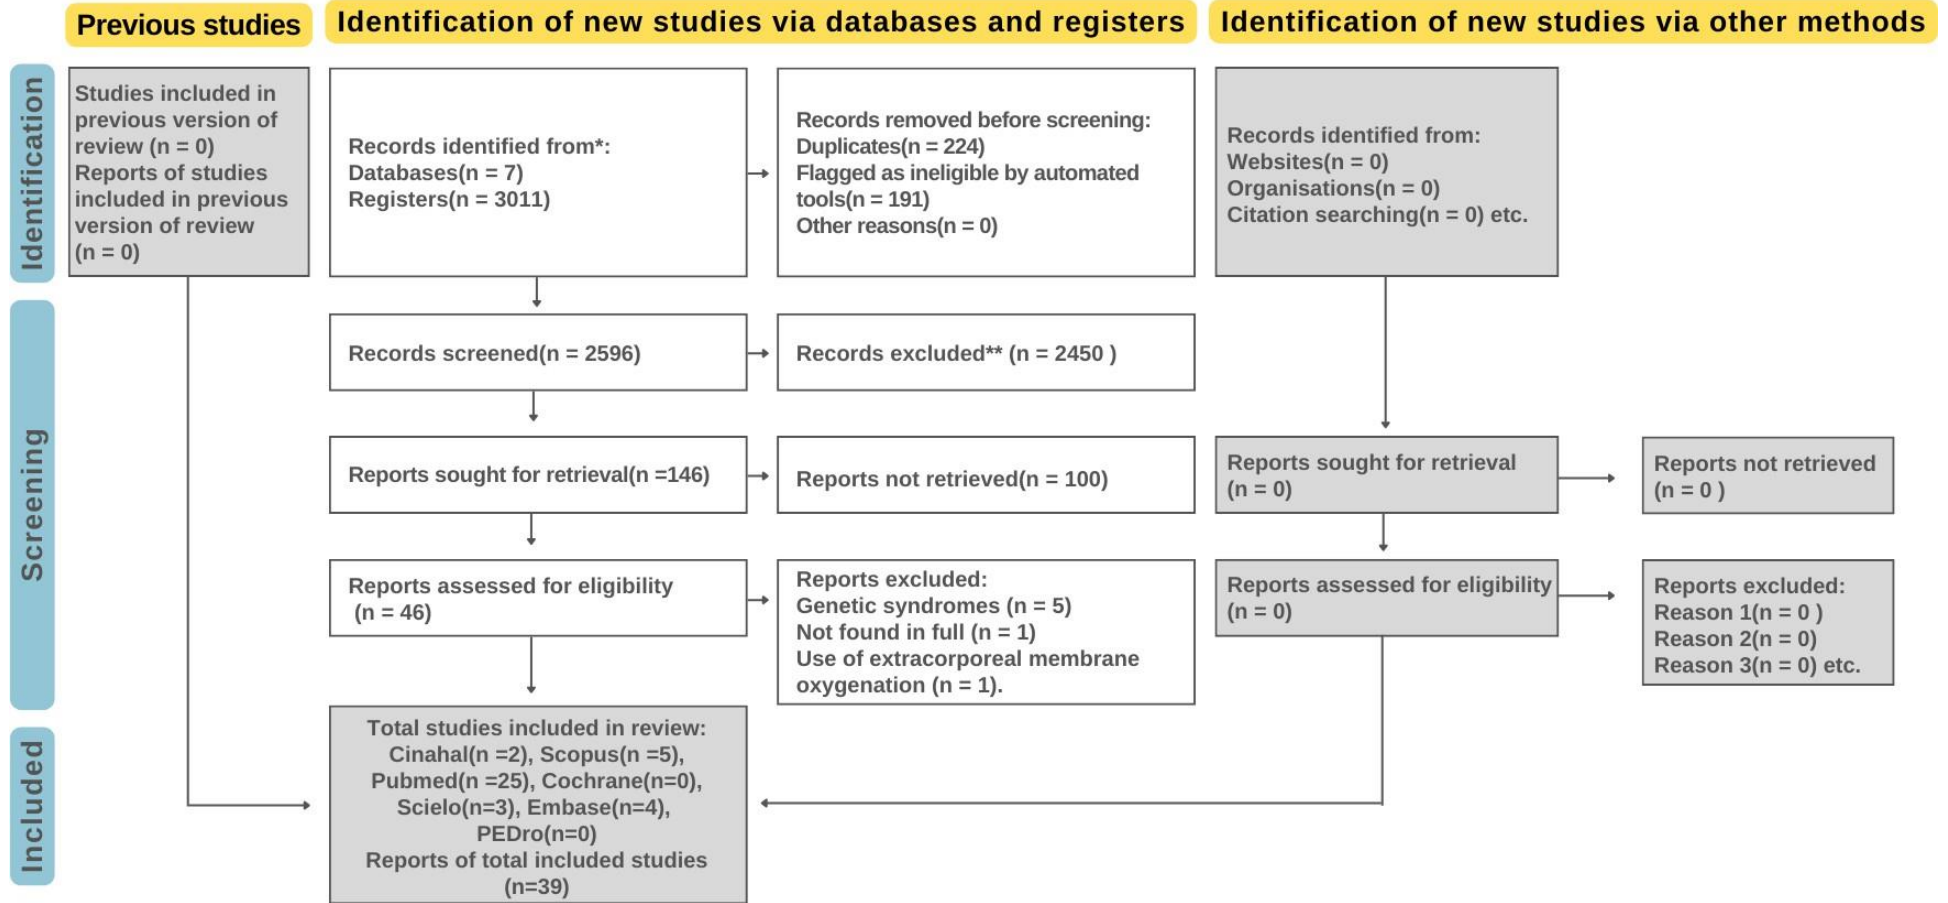 Previous studies
Identification of new studies via databases and registers
Identification of new studies via other methods
Identification
Studies included in
previous version of
review (n = 0)
Reports of studies
included in previous
version of review
(n = 0)
Records identified from*:
Databases(n = 7)
Registers(n = 3011)
Records removed before screening:
Duplicates(n = 224)
Flagged as ineligible by automated
tools(n = 191)
Other reasons(n = 0)
Records identified from:
Websites(n = 0)
Organisations(n = 0)
Citation searching(n = 0) etc.
Screening
Records screened(n = 2596)
Records excluded** (n = 2450 )
Reports sought for retrieval(n =146)
Reports not retrieved(n = 100)
Reports sought for retrieval
(n = 0)
Reports not retrieved
(n = 0 )
Reports assessed for eligibility
(n = 46)
Reports excluded:
Genetic syndromes (n = 5)
Not found in full (n = 1)
Use of extracorporeal membrane
oxygenation (n = 1).
Reports assessed for eligibility
(n = 0)
Reports excluded:
Reason 1(n = 0 )
Reason 2(n = 0)
Reason 3(n = 0) etc.
Included
Total studies included in review:
Cinahal(n =2), Scopus(n =5),
Pubmed(n =25), Cochrane(n=0),
Scielo(n=3), Embase(n=4),
PEDro(n=0)
Reports of total included studies
(n=39)